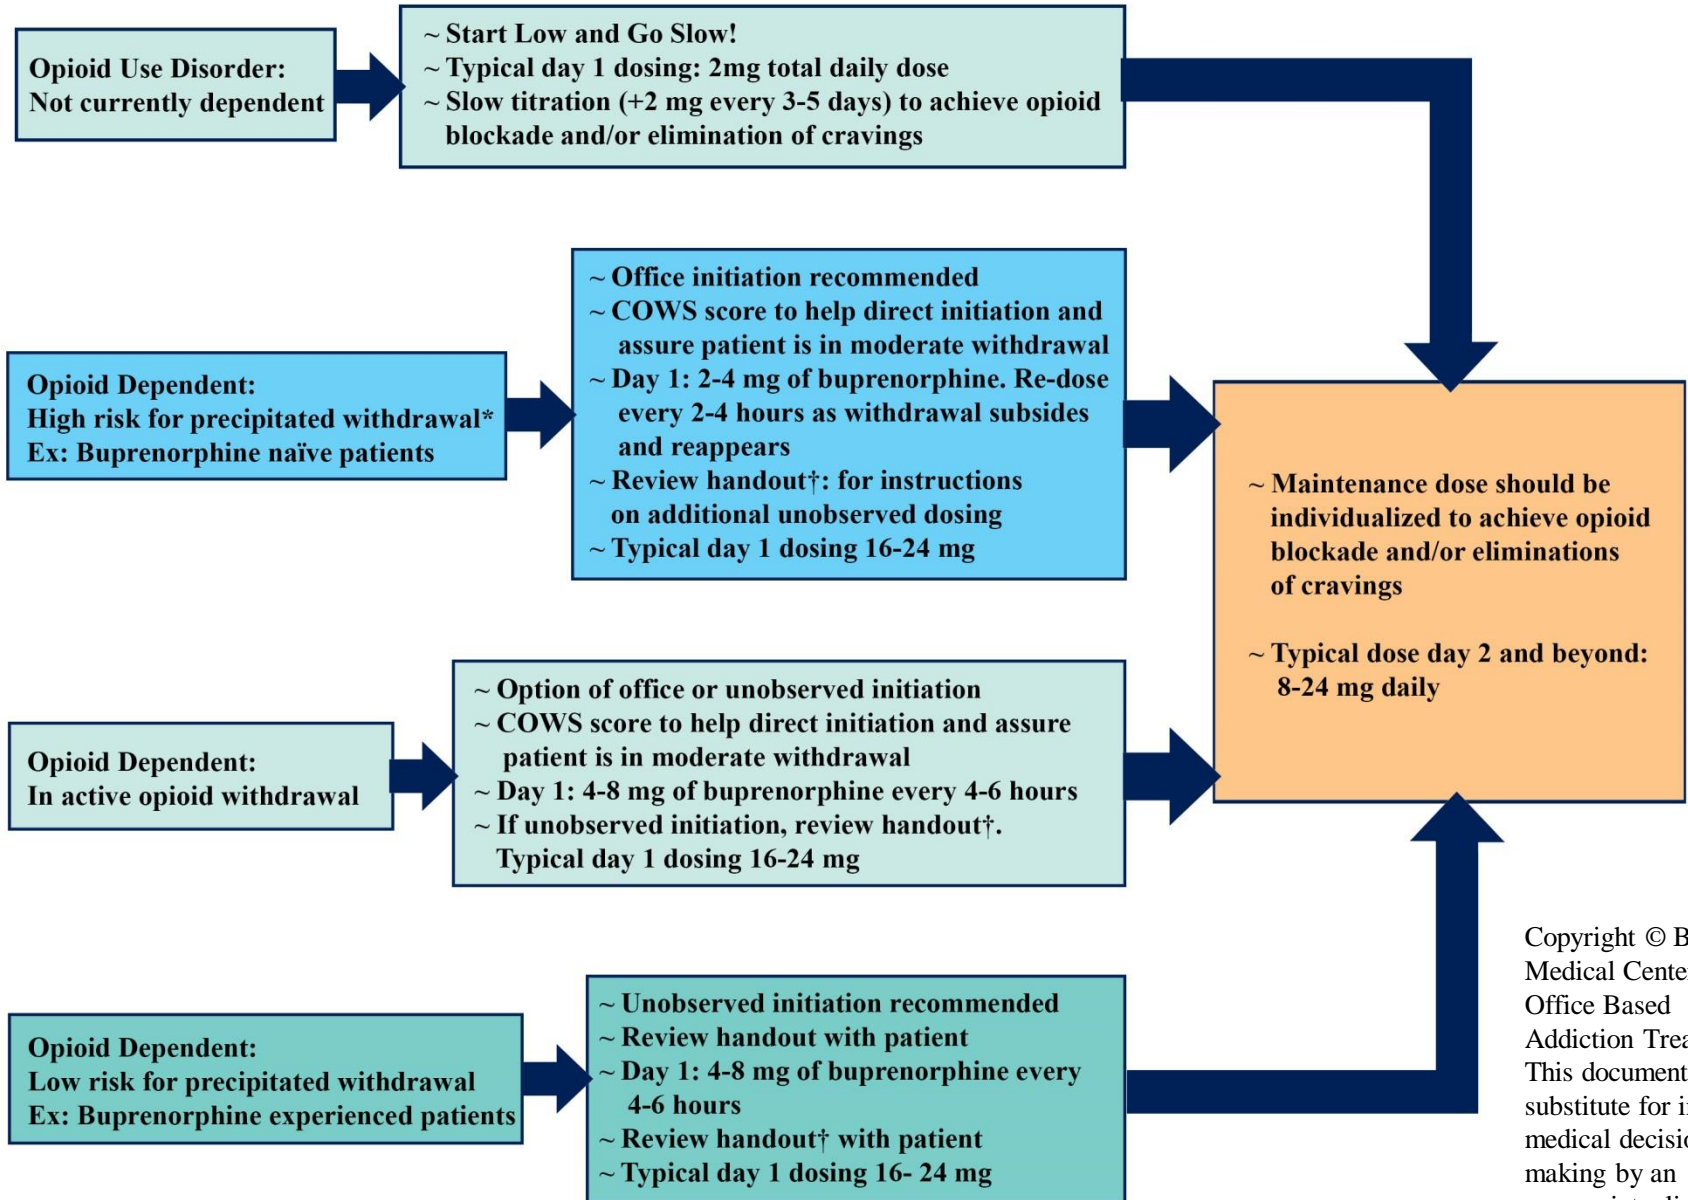 Opioid Use Disorder:
Not currently dependent
~ Start Low and Go Slow!
~ Typical day 1 dosing: 2mg total daily dose
~ Slow titration (+2 mg every 3-5 days) to achieve opioid
blockade and/or elimination of cravings
Opioid Dependent:
High risk for precipitated withdrawal*
Ex: Buprenorphine naïve patients
~ Office initiation recommended
~ COWS score to help direct initiation and
assure patient is in moderate withdrawal
~ Day 1: 2-4 mg of buprenorphine. Re-dose
every 2-4 hours as withdrawal subsides
and reappears
~ Review handout†: for instructions
on additional unobserved dosing
~ Typical day 1 dosing 16-24 mg
Opioid Dependent:
In active opioid withdrawal
~ Option of office or unobserved initiation
~ COWS score to help direct initiation and assure
patient is in moderate withdrawal
~ Day 1: 4-8 mg of buprenorphine every 4-6 hours
~ If unobserved initiation, review handout†.
Typical day 1 dosing 16-24 mg
Opioid Dependent:
Low risk for precipitated withdrawal
Ex: Buprenorphine experienced patients
~ Unobserved initiation recommended
~ Review handout with patient
~ Day 1: 4-8 mg of buprenorphine every
4-6 hours
~ Review handout† with patient
~ Typical day 1 dosing 16- 24 mg
~ Maintenance dose should be
individualized to achieve opioid
blockade and/or eliminations
of cravings
~ Typical dose day 2 and beyond:
8-24 mg daily
Copyright © B
Medical
Office Based
Addiction
This document
substitute for
medical
making by an